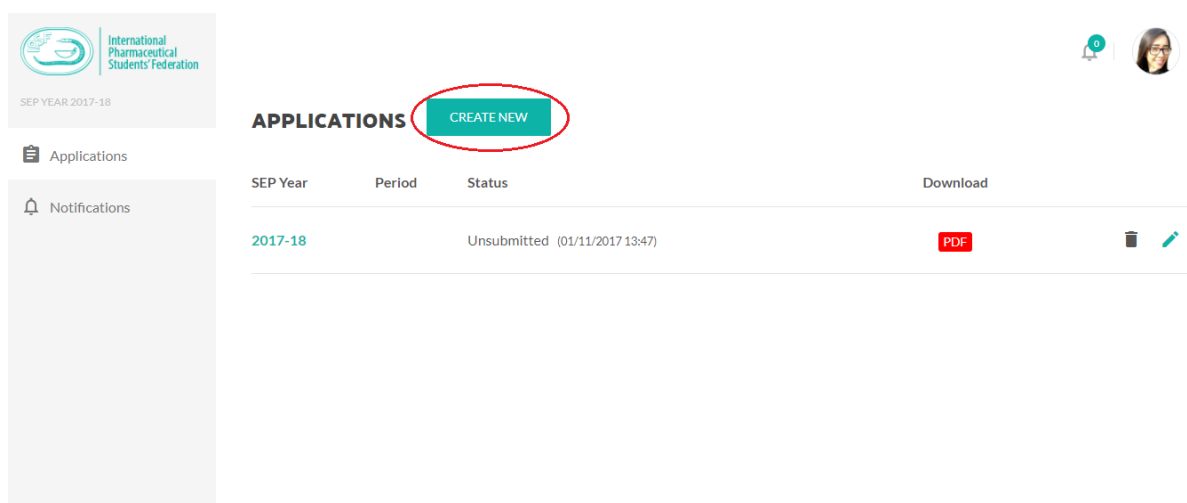 International
Pharmaceutical
Students' Federation
0
SEP YEAR 2017-18
APPLICATIONS
CREATE NEW
Applications
SEP Year Period Status Download
Notifications
2017-18 Unsubmitted (01/11/2017 13:47) PDF